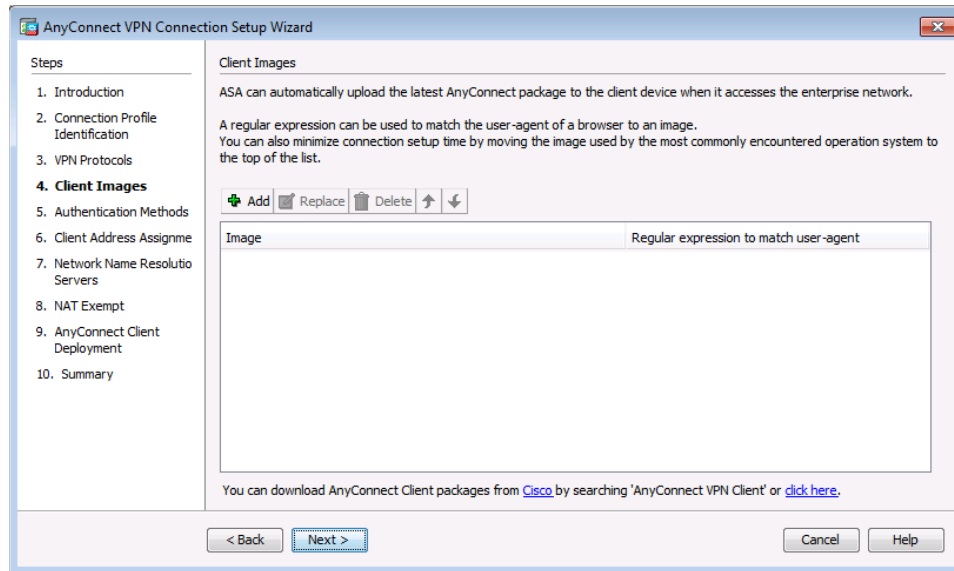 AnyConnect VPN Connection Setup Wizard
Steps
1. Introduction
2. Connection Profile
Identification
3. VPN Protocols
4. Client Images
5. Authentication Methods
6. Client Address Assignme
7. Network Name Resolutio
Servers
8. NAT Exempt
9. AnyConnect Client
Deployment
10. Summary
Client Images
ASA can automatically upload the latest AnyConnect package to the client device when it accesses the enterprise network.
A regular expression can be used to match the user-agent of a browser to an image.
You can also minimize connection setup time by moving the image used by the most commonly encountered operation system to
the top of the list.
Add Replace Delete
Image Regular expression to match user-agent
You can download AnyConnect Client packages from Cisco by searching 'AnyConnect VPN Client' or click here.
< Back Next > Cancel Help